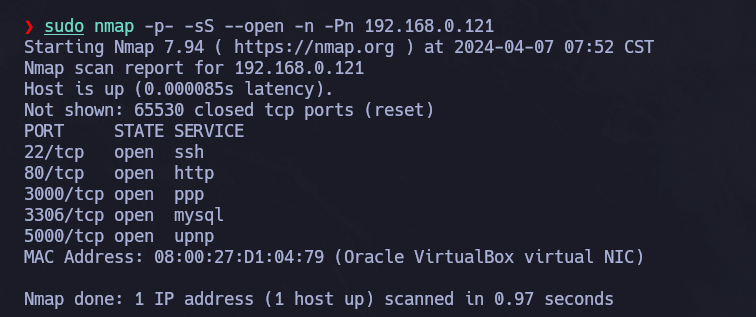 ❯ sudo nmap -p- -sS --open -n -Pn 192.168.0.121
Starting Nmap 7.94 ( https://nmap.org ) at 2024-04-07 07:52 CST
Nmap scan report for 192.168.0.121
Host is up (0.000085s latency).
Not shown: 65530 closed tcp ports (reset)
PORT     STATE SERVICE
22/tcp   open  ssh
80/tcp   open  http
3000/tcp open  ppp
3306/tcp open  mysql
5000/tcp open  upnp
MAC Address: 08:00:27:D1:04:79 (Oracle VirtualBox virtual NIC)

Nmap done: 1 IP address (1 host up) scanned in 0.97 seconds